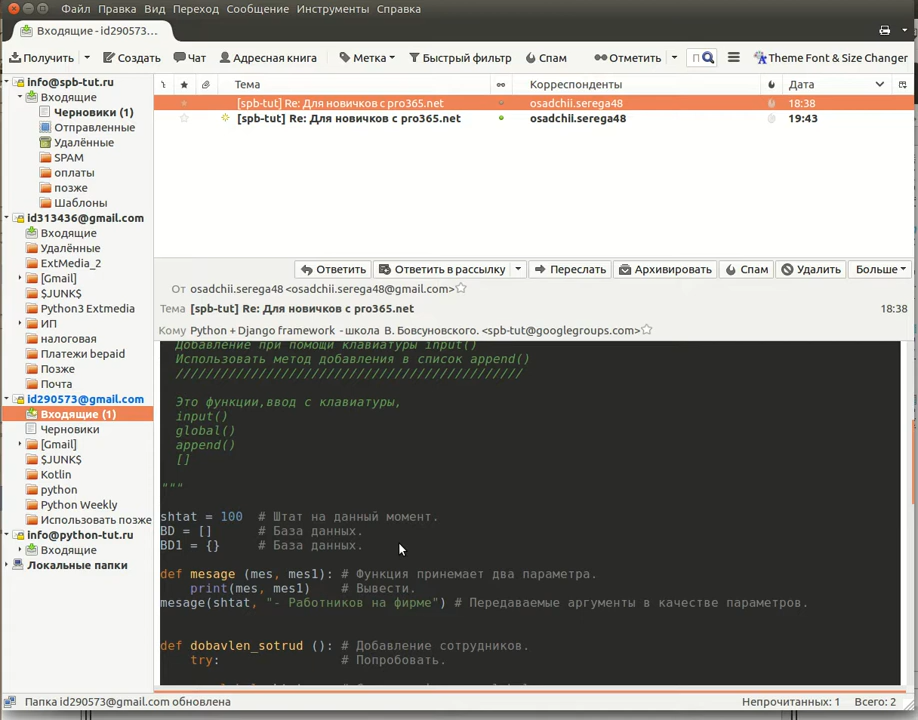 Файл Правка Вид Переход Сообщение Инструменты Справка
Входящие - id290573...
Получить Создать Чат Адресная книга Метка Быстрый фильтр Спам Ответить Theme Font & Size Changer
info@spb-tut.ru
Входящие
Черновики (1)
Отправленные
Удалённые
SPAM
оплаты
позже
Шаблоны
id313436@gmail.com
Входящие
Удалённые
ExtMedia_2
[Gmail]
$JUNK$
Python3 Extmedia
ИП
налоговая
Платежи bepaid
Позже
Почта
id290573@gmail.com
Входящие (1)
Черновики
[Gmail]
$JUNK$
Kotlin
python
Python Weekly
Использовать позже
info@python-tut.ru
Входящие
Локальные папки
Тема Корреспонденты Дата
[spb-tut] Re: Для новичков с pro365.net osadchii.serega48 18:38
[spb-tut] Re: Для новичков с pro365.net osadchii.serega48 19:43
Ответить Ответить в рассылку Переслать Архивировать Спам Удалить Больше
От osadchii.serega48 <osadchii.serega48@gmail.com>
Тема [spb-tut] Re: Для новичков с pro365.net 18:38
Кому Python + Django framework - школа В. Бовсуновского. <spb-tut@googlegroups.com>
Добавление при помощи клавиатуры input()
Использовать метод добавления в список append()
////////////////////////////////////////////////
Это функции,ввод с клавиатуры,
input()
global()
append()
[]
"""
shtat = 100 # Штат на данный момент.
BD = [] # База данных.
BD1 = {} # База данных.
def mesage (mes, mes1): # Функция принемает два параметра.
print(mes, mes1) # Вывести.
mesage(shtat, "- Работников на фирме") # Передаваемые аргументы в качестве параметров.
def dobavlen_sotrud (): # Добавление сотрудников.
try: # Попробовать.
Папка id290573@gmail.com обновлена Непрочитанных: 1 Всего: 2